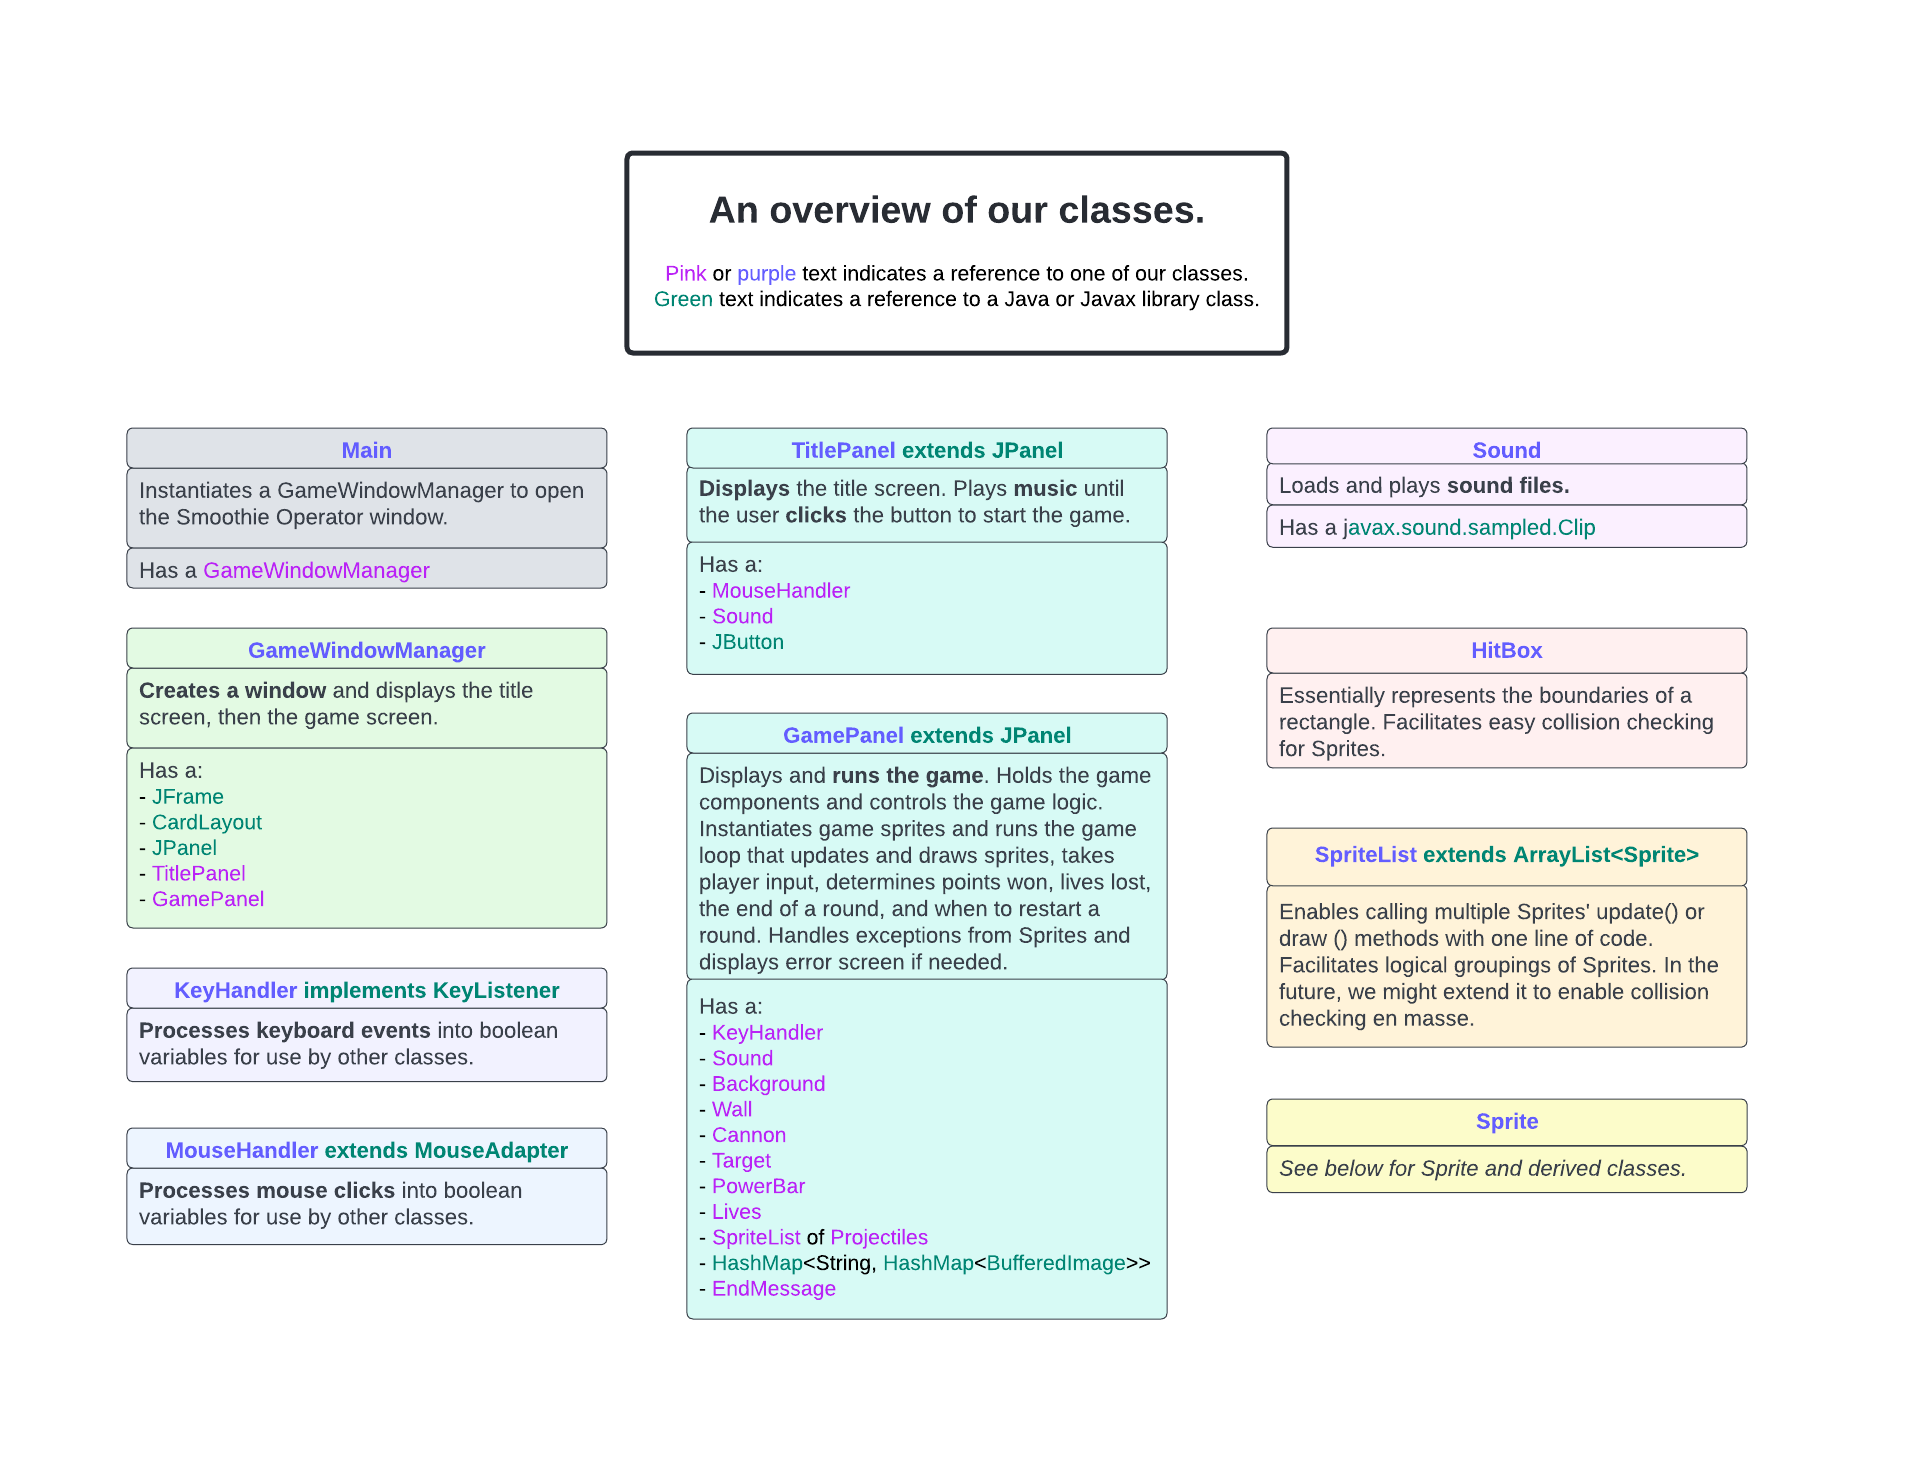 An overview of our classes.
Pink or purple text indicates a reference to one of our classes.
Green text indicates a reference to a Java or Javax library class.
Main
Instantiates a GameWindowManager to open
the Smoothie Operator window.
Has a GameWindowManager
GameWindowManager
Creates a window and displays the title
screen, then the game screen.
Has a:
- JFrame
- CardLayout
- JPanel
- TitlePanel
- GamePanel
KeyHandler implements KeyListener
Processes keyboard events into boolean
variables for use by other classes.
MouseHandler extends MouseAdapter
Processes mouse clicks into boolean
variables for use by other classes.
TitlePanel extends JPanel
Displays the title screen. Plays music until
the user clicks the button to start the game.
Has a:
- MouseHandler
- Sound
- JButton
GamePanel extends JPanel
Displays and runs the game. Holds the game
components and controls the game logic.
Instantiates game sprites and runs the game
loop that updates and draws sprites, takes
player input, determines points won, lives lost,
the end of a round, and when to restart a
round. Handles exceptions from Sprites and
displays error screen if needed.
Has a:
- KeyHandler
- Sound
- Background
- Wall
- Cannon
- Target
- PowerBar
- Lives
- SpriteList of Projectiles
- HashMap<String, HashMap<BufferedImage>>
- EndMessage
Sound
Loads and plays sound files.
Has a javax.sound.sampled.Clip
HitBox
Essentially represents the boundaries of a
rectangle. Facilitates easy collision checking
for Sprites.
SpriteList extends ArrayList<Sprite>
Enables calling multiple Sprites' update() or
draw () methods with one line of code.
Facilitates logical groupings of Sprites. In the
future, we might extend it to enable collision
checking en masse.
Sprite
See below for Sprite and derived classes.